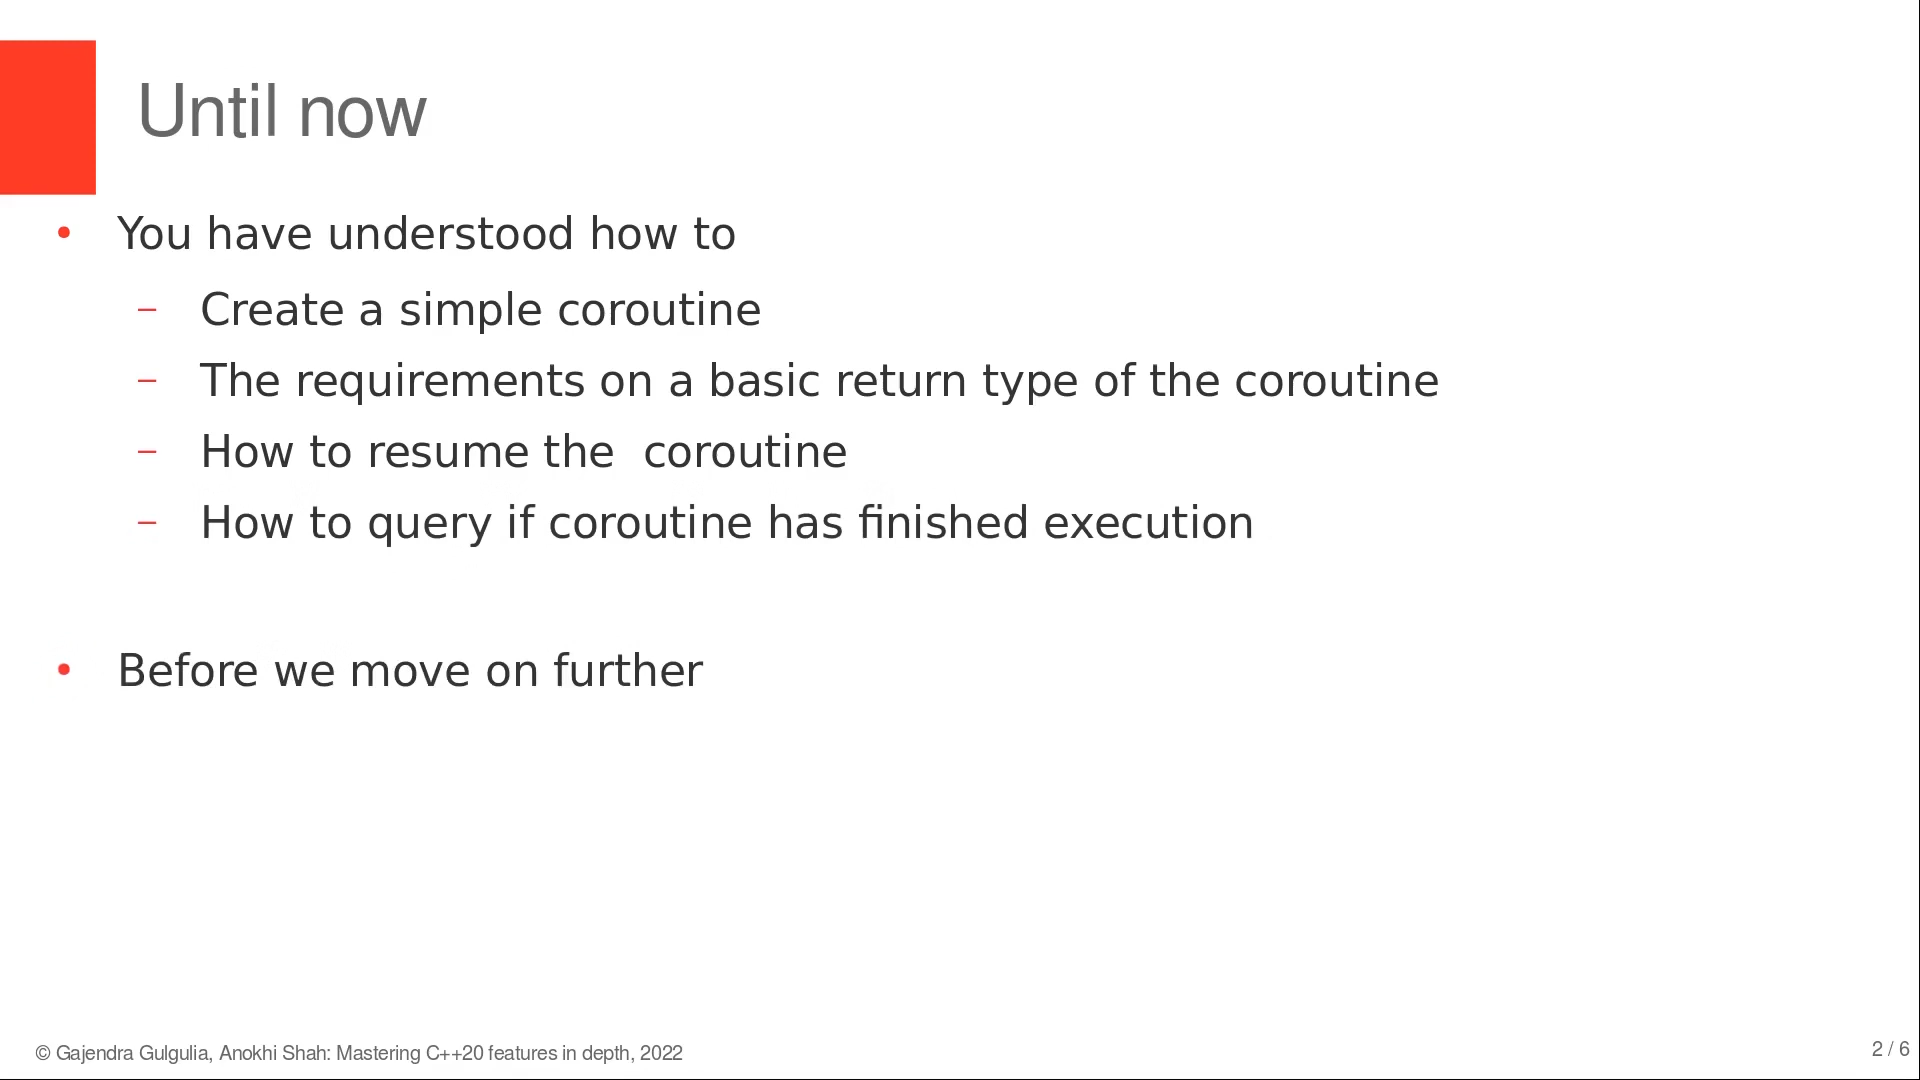 Until now
• You have understood how to
– Create a simple coroutine
– The requirements on a basic return type of the coroutine
– How to resume the  coroutine
– How to query if coroutine has finished execution
• Before we move on further
© Gajendra Gulgulia, Anokhi Shah: Mastering C++20 features in depth, 2022
2 / 6